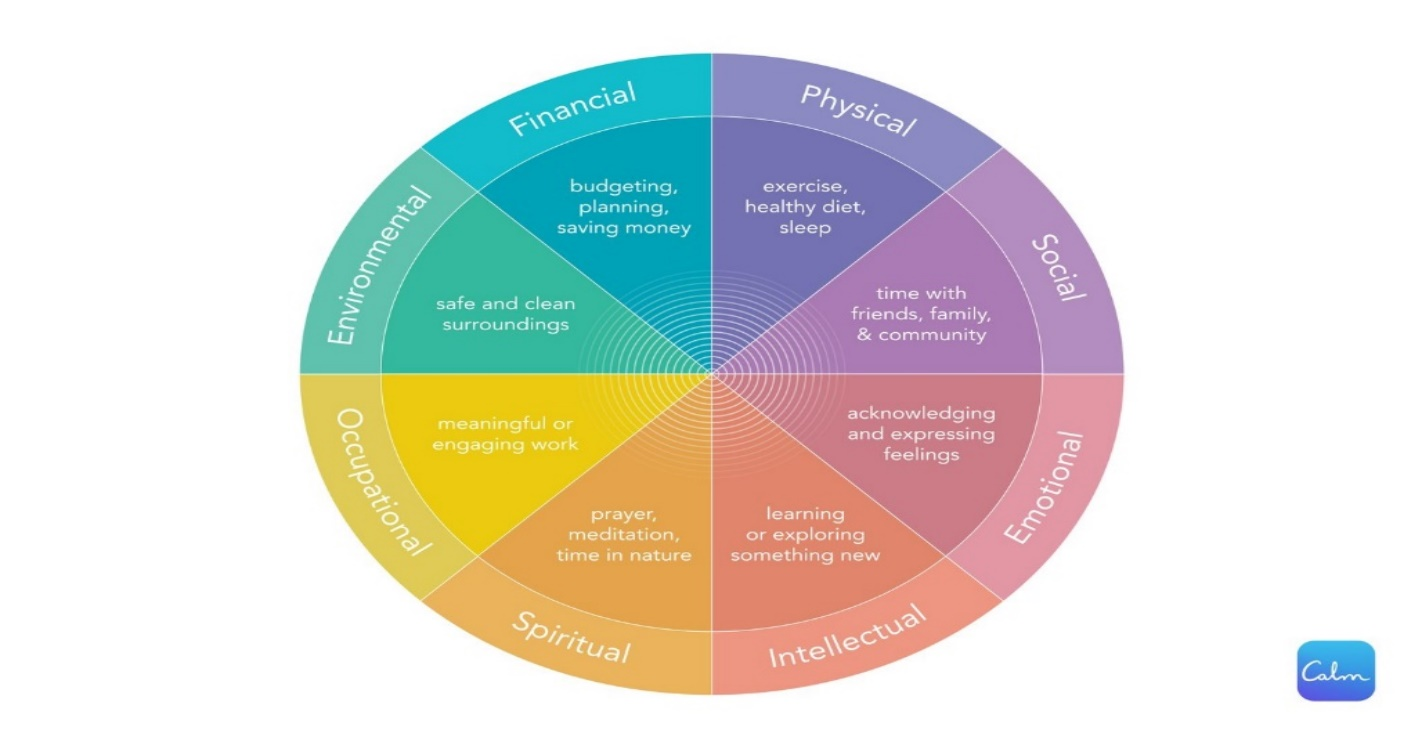 Financial
budgeting,
planning,
saving money
Physical
exercise,
healthy diet,
sleep
Social
time with
friends, family,
& community
Emotional
acknowledging
and expressing
feelings
Intellectual
learning
or exploring
something new
Spiritual
prayer,
meditation,
time in nature
Occupational
meaningful or
engaging work
Environmental
safe and clean
surroundings
Calm